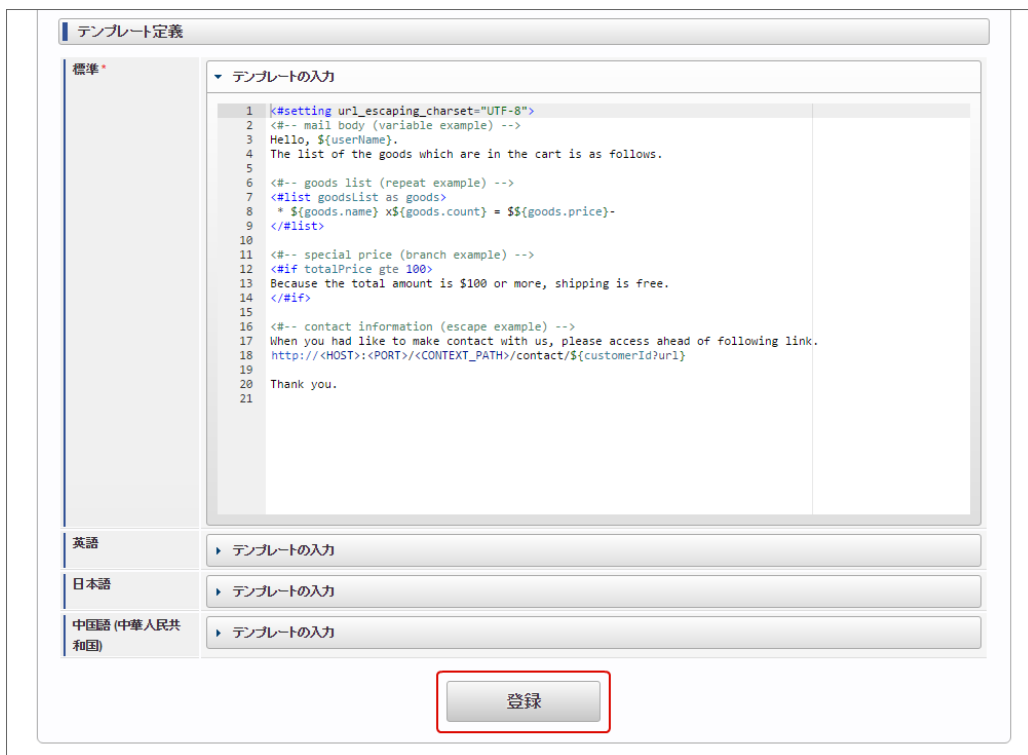 テンプレート定義
標準*
テンプレートの入力
1 <#setting url_escaping_charset="UTF-8">
2 <#-- mail body (variable example) -->
3 Hello, ${userName}.
4 The list of the goods which are in the cart is as follows.
5
6 <#-- goods list (repeat example) -->
7 <#list goodsList as goods>
8  * ${goods.name} x${goods.count} = $${goods.price}-
9 </#list>
10
11 <#-- special price (branch example) -->
12 <#if totalPrice gte 100>
13 Because the total amount is $100 or more, shipping is free.
14 </#if>
15
16 <#-- contact information (escape example) -->
17 When you had like to make contact with us, please access ahead of following link.
18 http://<HOST>:<PORT>/<CONTEXT_PATH>/contact/${customerId?url}
19
20 Thank you.
21
英語
テンプレートの入力
日本語
テンプレートの入力
中国語 (中華人民共
和国)
テンプレートの入力
登録